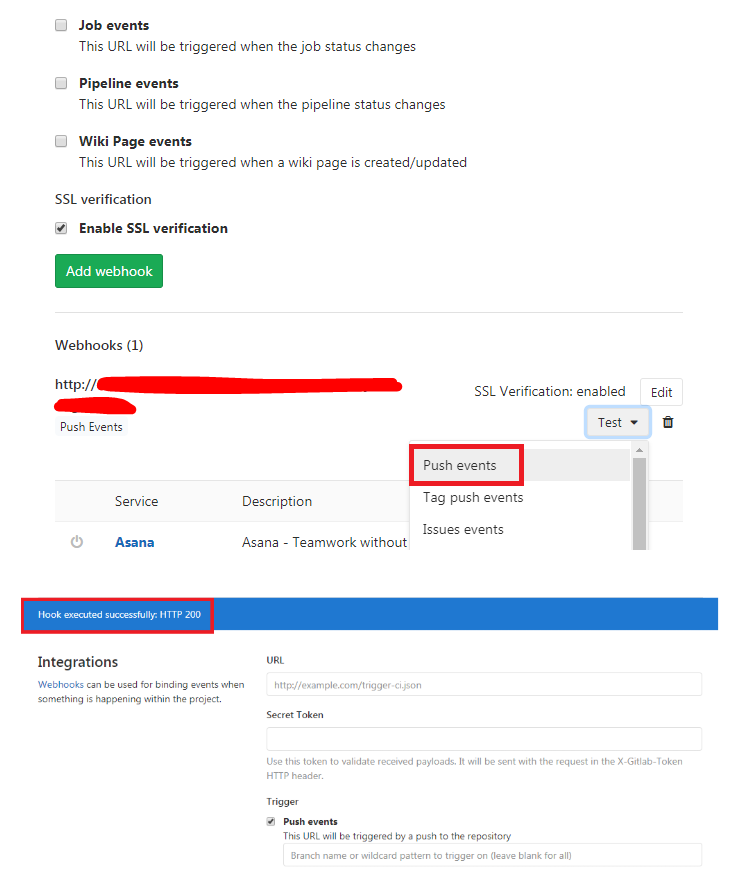 Job events
This URL will be triggered when the job status changes
Pipeline events
This URL will be triggered when the pipeline status changes
Wiki Page events
This URL will be triggered when a wiki page is created/updated
SSL verification
Enable SSL verification
Add webhook
Webhooks (1)
http://
SSL Verification: enabled Edit
Push Events
Test
Push events
Tag push events
Issues events
Service Description
Asana Asana - Teamwork without
Hook executed successfully: HTTP 200
Integrations
Webhooks can be used for binding events when
something is happening within the project.
URL
http://example.com/trigger-ci.json
Secret Token
Use this token to validate received payloads. It will be sent with the request in the X-Gitlab-Token
HTTP header.
Trigger
Push events
This URL will be triggered by a push to the repository
Branch name or wildcard pattern to trigger on (leave blank for all)